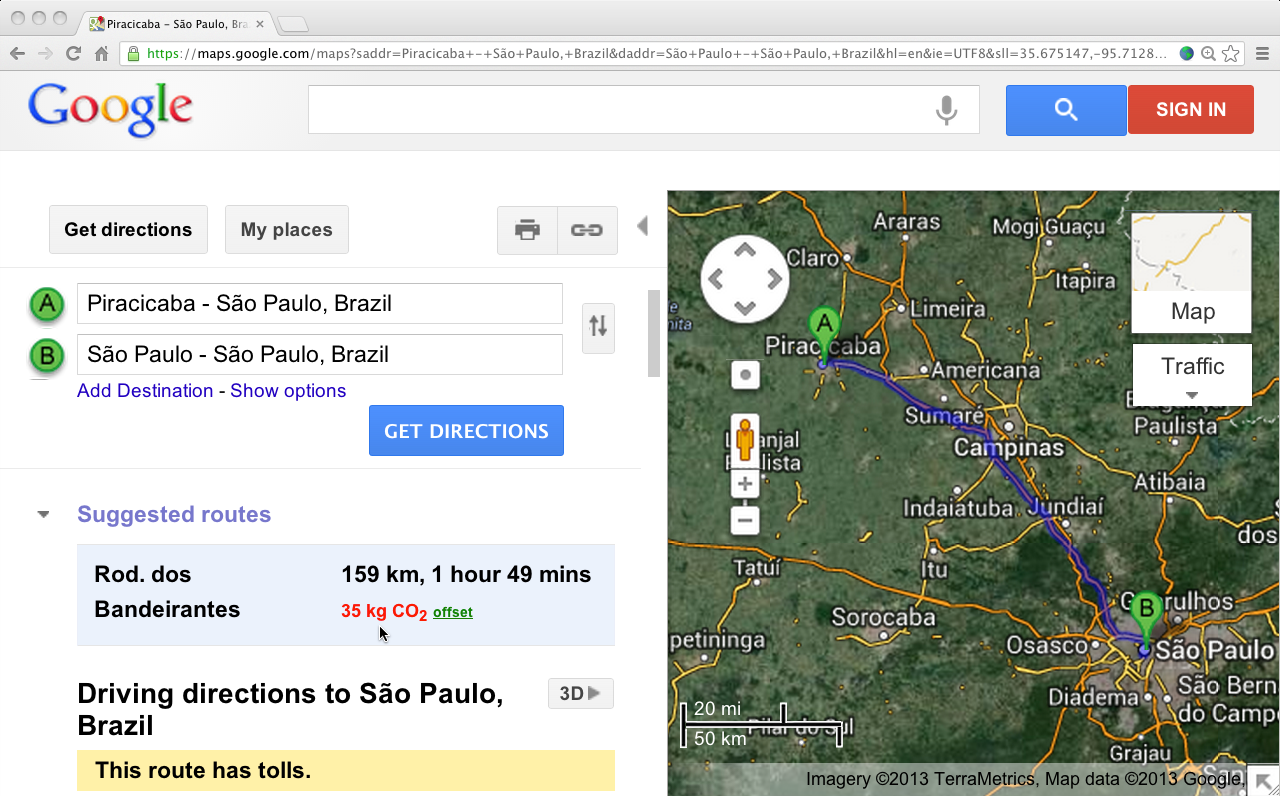 Piracicaba - São Paulo, Bra
https://maps.google.com/maps?saddr=Piracicaba+-+São+Paulo,+Brazil&daddr=São+Paulo+-+São+Paulo,+Brazil&hl=en&ie=UTF8&sll=35.675147,-95.7128...
Google
SIGN IN
Get directions
My places
A
Piracicaba - São Paulo, Brazil
B
São Paulo - São Paulo, Brazil
Add Destination - Show options
GET DIRECTIONS
Suggested routes
Rod. dos
Bandeirantes
159 km, 1 hour 49 mins
35 kg CO2 offset
Driving directions to São Paulo,
Brazil
3D
This route has tolls.
Araras
Mogi Guaçu
Claro
Itapira
Map
Limeira
A
Piracicaba
Traffic
Americana
Sumaré
Paulista
Campinas
Atibaia
Indaiatuba
Jundiaí
dos
Tatuí
Itu
B
Guarulhos
Sorocaba
petininga
Osasco
São Paulo
Diadema
São Bern
do Campo
20 mi
50 km
Pilar do Sul
Grajau
Imagery ©2013 TerraMetrics, Map data ©2013 Google,